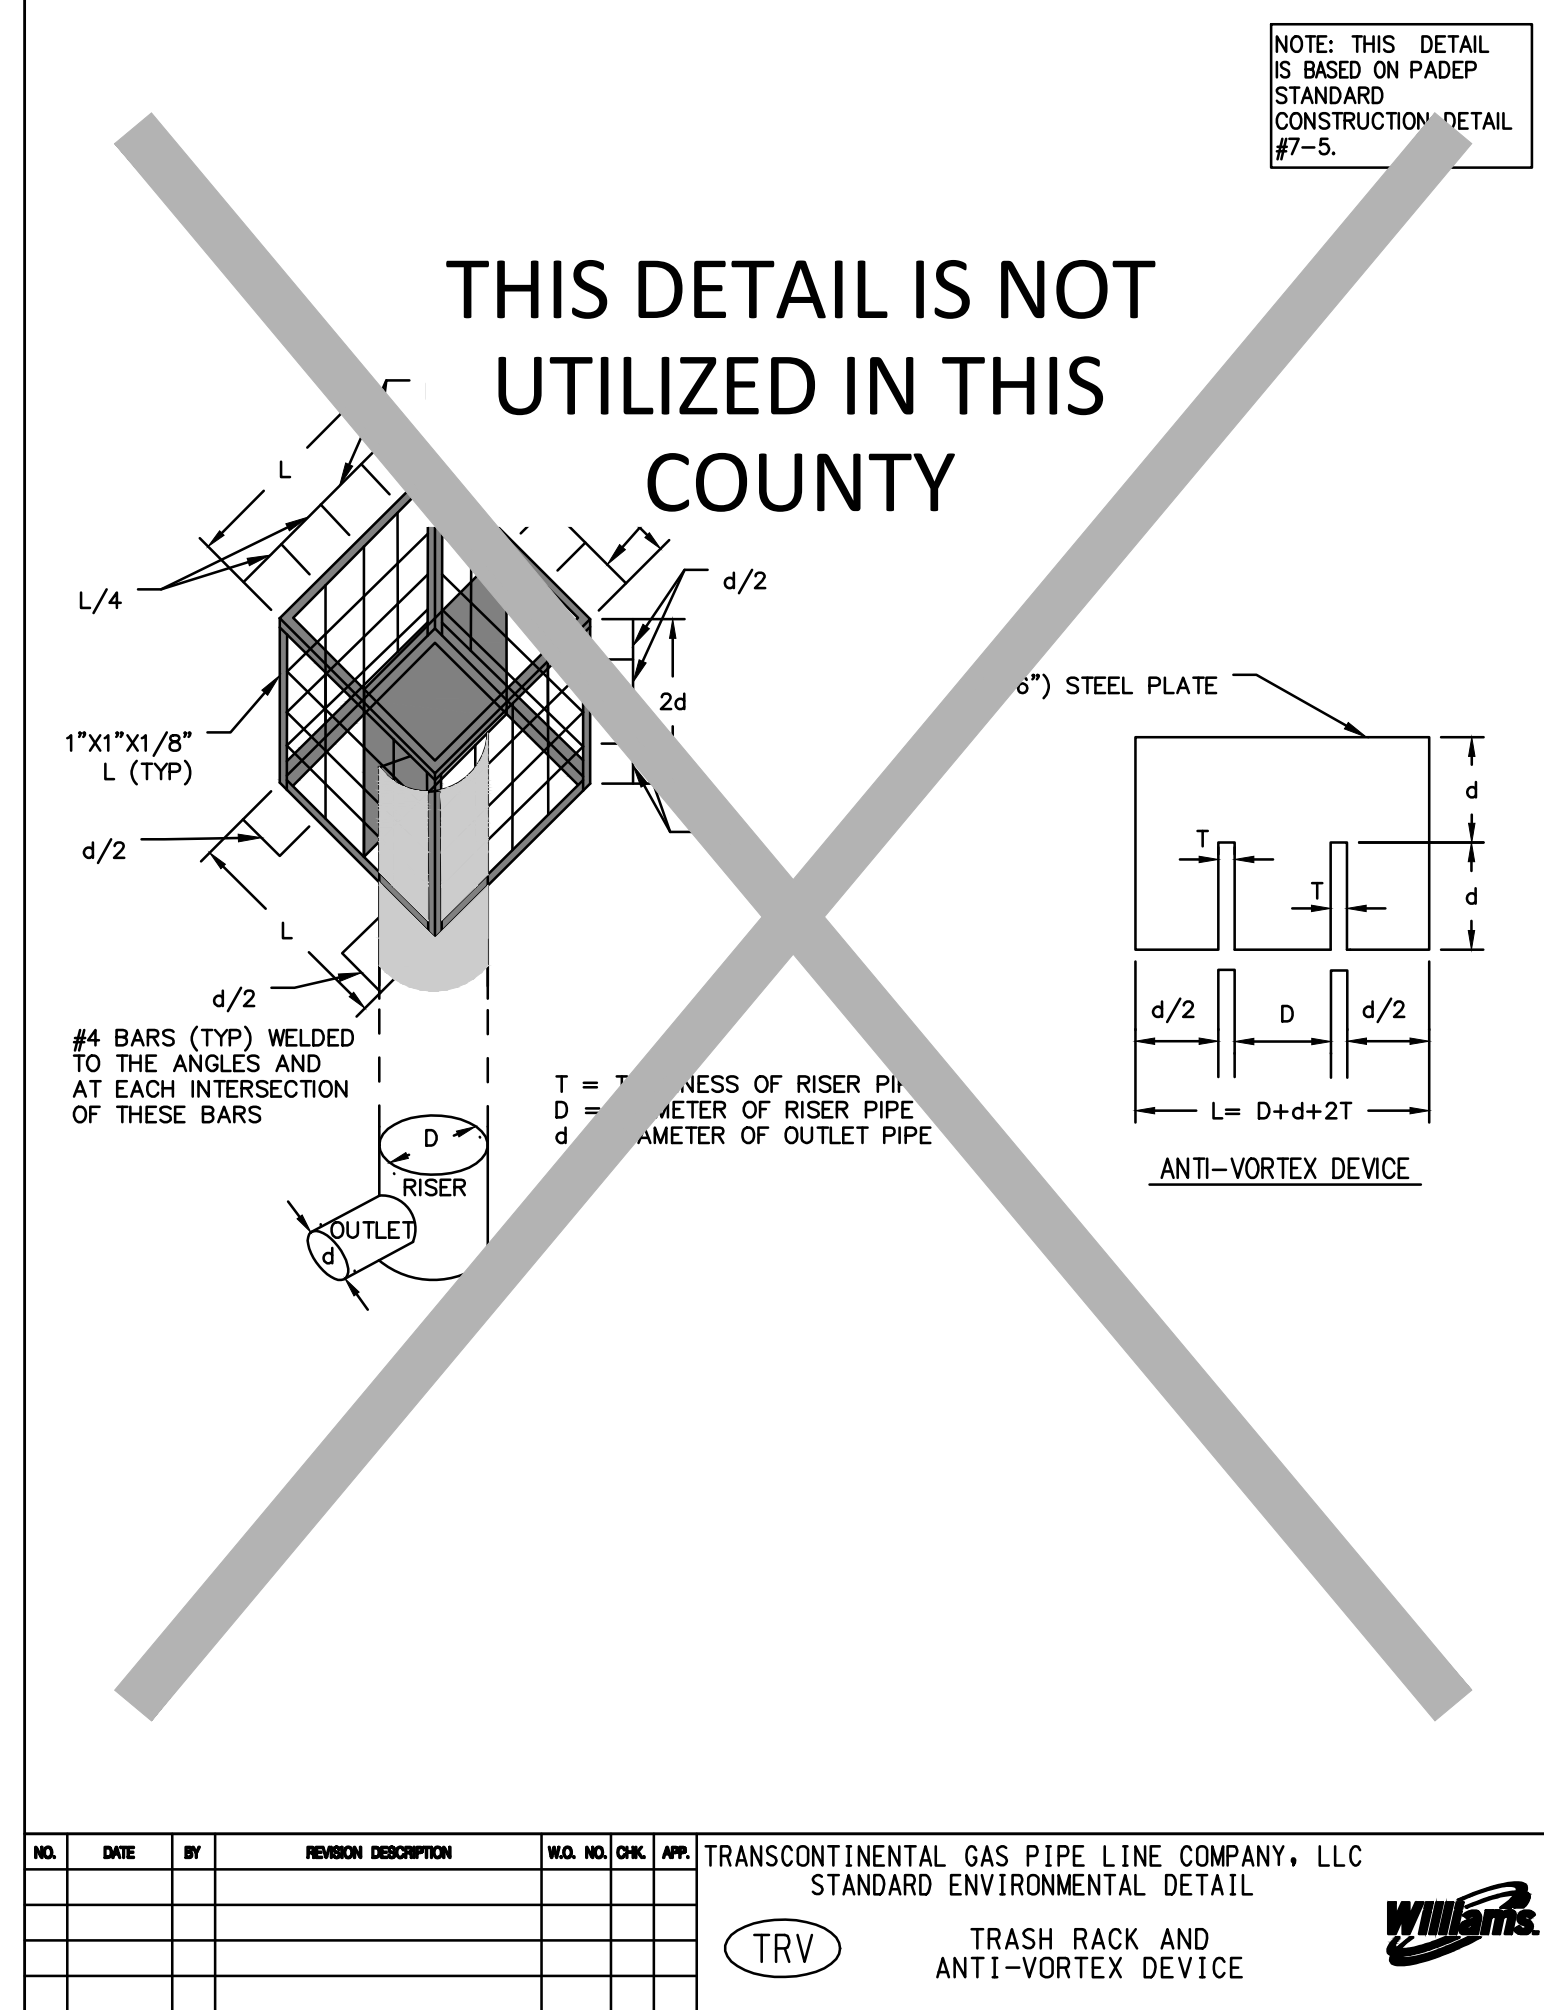 NOTE: THIS DETAIL
IS BASED ON PADEP
STANDARD
CONSTRUCTION DETAIL
#7-5.
THIS DETAIL IS NOT
UTILIZED IN THIS
COUNTY
L
L/4
d/2
2d
6") STEEL PLATE
1"X1"X1/8"
L (TYP)
d/2
L
d/2
#4 BARS (TYP) WELDED
TO THE ANGLES AND
AT EACH INTERSECTION
OF THESE BARS
T
T
d
d
d/2
D
d/2
L= D+d+2T
ANTI-VORTEX DEVICE
T = OF RISER
D = OF RISER PIPE
d OF OUTLET PIPE
D
RISER
OUTLET
d
NO. DATE BY REVISION DESCRIPTION W.O. NO. CHK. APP.
TRANSCONTINENTAL GAS PIPE LINE COMPANY, LLC
STANDARD ENVIRONMENTAL DETAIL
TRV
TRASH RACK AND
ANTI-VORTEX DEVICE
Williams.